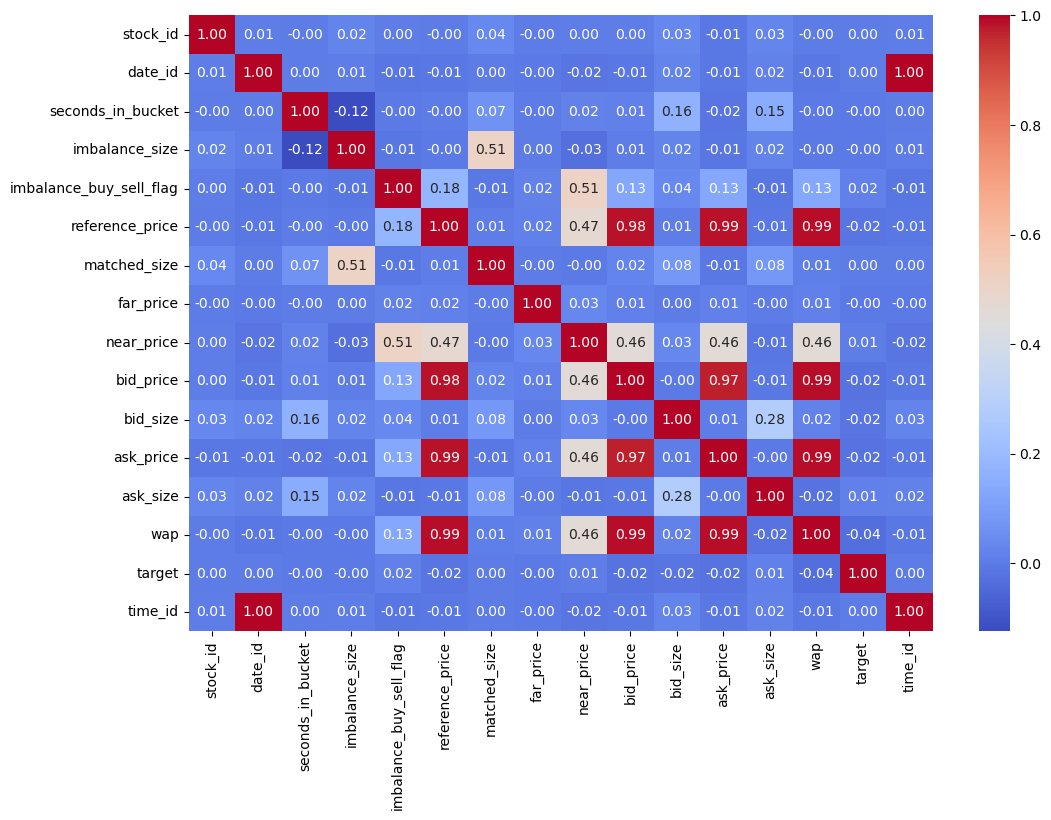 stock_id 1.00 0.01 -0.00 0.02 0.00 -0.00 0.04 -0.00 0.00 0.00 0.03 -0.01 0.03 -0.00 0.00 0.01
date_id 0.01 1.00 0.00 0.01 -0.01 -0.01 0.00 -0.00 -0.02 -0.01 0.02 -0.01 0.02 -0.01 0.00 1.00
seconds_in_bucket -0.00 0.00 1.00 -0.12 -0.00 -0.00 0.07 -0.00 0.02 0.01 0.16 -0.02 0.15 -0.00 -0.00 0.00
imbalance_size 0.02 0.01 -0.12 1.00 -0.01 -0.00 0.51 0.00 -0.03 0.01 0.02 -0.01 0.02 -0.00 -0.00 0.01
imbalance_buy_sell_flag 0.00 -0.01 -0.00 -0.01 1.00 0.18 -0.01 0.02 0.51 0.13 0.04 0.13 -0.01 0.13 0.02 -0.01
reference_price -0.00 -0.01 -0.00 -0.00 0.18 1.00 0.01 0.02 0.47 0.98 0.01 0.99 -0.01 0.99 -0.02 -0.01
matched_size 0.04 0.00 0.07 0.51 -0.01 0.01 1.00 -0.00 -0.00 0.02 0.08 -0.01 0.08 0.01 0.00 0.00
far_price -0.00 -0.00 -0.00 0.00 0.02 0.02 -0.00 1.00 0.03 0.01 0.00 0.01 -0.00 0.01 -0.00 -0.00
near_price 0.00 -0.02 0.02 -0.03 0.51 0.47 -0.00 0.03 1.00 0.46 0.03 0.46 -0.01 0.46 0.01 -0.02
bid_price 0.00 -0.01 0.01 0.01 0.13 0.98 0.02 0.01 0.46 1.00 -0.00 0.97 -0.01 0.99 -0.02 -0.01
bid_size 0.03 0.02 0.16 0.02 0.04 0.01 0.08 0.00 0.03 -0.00 1.00 0.01 0.28 0.02 -0.02 0.03
ask_price -0.01 -0.01 -0.02 -0.01 0.13 0.99 -0.01 0.01 0.46 0.97 0.01 1.00 -0.00 0.99 -0.02 -0.01
ask_size 0.03 0.02 0.15 0.02 -0.01 -0.01 0.08 -0.00 -0.01 -0.01 0.28 -0.00 1.00 -0.02 0.01 0.02
wap -0.00 -0.01 -0.00 -0.00 0.13 0.99 0.01 0.01 0.46 0.99 0.02 0.99 -0.02 1.00 -0.04 -0.01
target 0.00 0.00 -0.00 -0.00 0.02 -0.02 0.00 -0.00 0.01 -0.02 -0.02 -0.02 0.01 -0.04 1.00 0.00
time_id 0.01 1.00 0.00 0.01 -0.01 -0.01 0.00 -0.00 -0.02 -0.01 0.03 -0.01 0.02 -0.01 0.00 1.00
stock_id
date_id
seconds_in_bucket
imbalance_size
imbalance_buy_sell_flag
reference_price
matched_size
far_price
near_price
bid_price
bid_size
ask_price
ask_size
wap
target
time_id
1.0
0.8
0.6
0.4
0.2
0.0